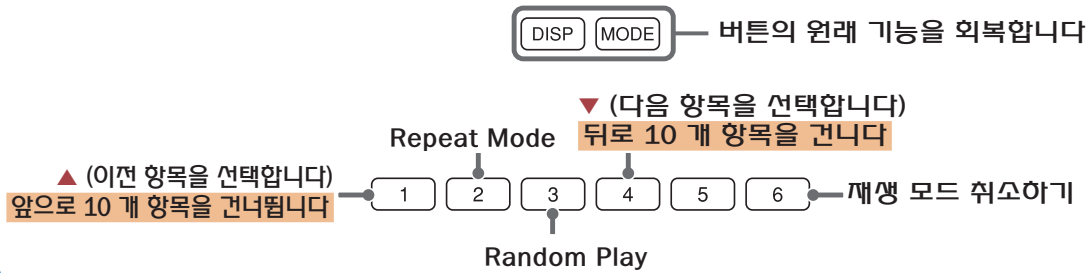 DISP MODE 버튼의 원래 기능을 회복합니다
▼ (다음 항목을 선택합니다)
뒤로 10 개 항목을 건니다
Repeat Mode
▲ (이전 항목을 선택합니다)
앞으로 10 개 항목을 건너뜁니다
1 2 3 4 5 6 재생 모드 취소하기
Random Play